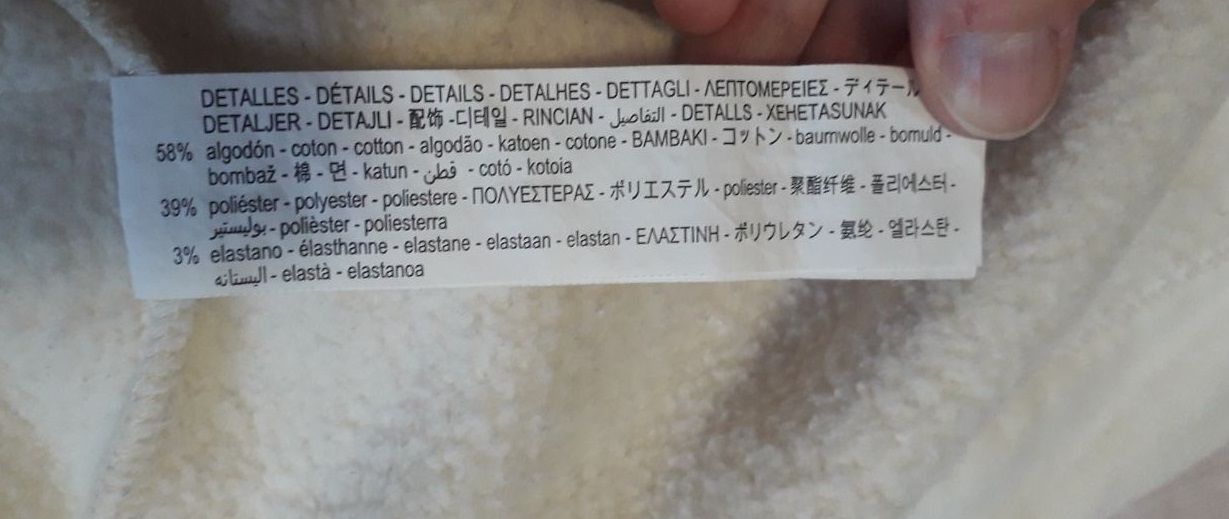 DETALLES - DÉTAILS - DETAILS - DETALHES - DETTAGLI - ΛΕΠΤΟΜΕΡΕΙΕΣ - ディテール
DETALJER - DETAJLI - 配饰 -디테일 - RINCIAN - التفاصيل - DETALLS - XEHETASUNAK
58% algodón - coton - cotton - algodão - katoen - cotone - BAMBAKI - コットン - baumwolle - bomuld -
bombaž - 棉 - 면 - katun - قطن - cotó - kotoia
39% poliéster - polyester - poliestere - ΠΟΛΥΕΣΤΕΡΑΣ - ポリエステル - poliester - 聚酯纤维 - 폴리에스터 -
بوليستير - polièster - poliesterra
3% elastano - élasthanne - elastane - elastaan - elastan - ΕΛΑΣΤΙΝΗ - ポリウレタン - 氨纶 - 엘라스탄 -
اليستانه - elastà - elastanoa